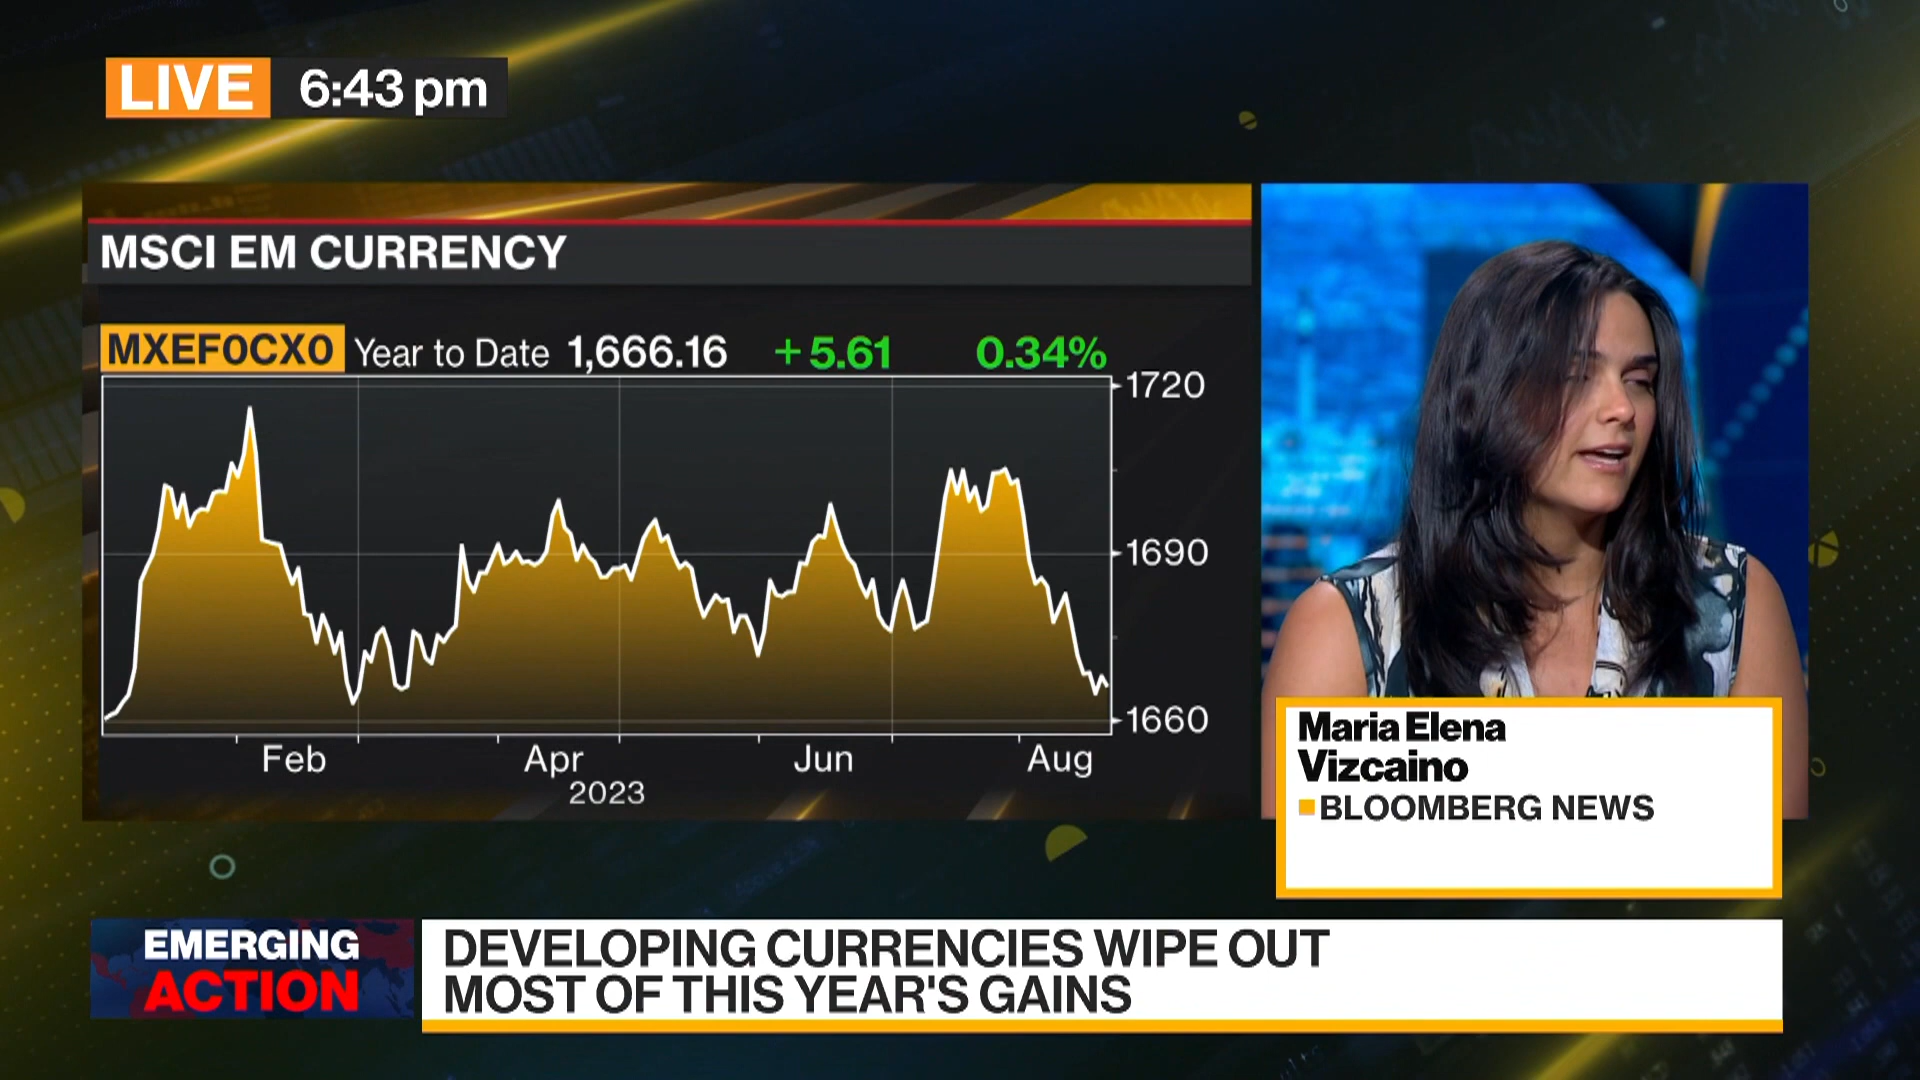 LIVE 6:43 pm
MSCI EM CURRENCY
MXEF0CX0 Year to Date 1,666.16 +5.61 0.34%
1720
1690
1660
Feb Apr Jun Aug
2023
Maria Elena
Vizcaino
BLOOMBERG NEWS
EMERGING
ACTION
DEVELOPING CURRENCIES WIPE OUT
MOST OF THIS YEAR'S GAINS